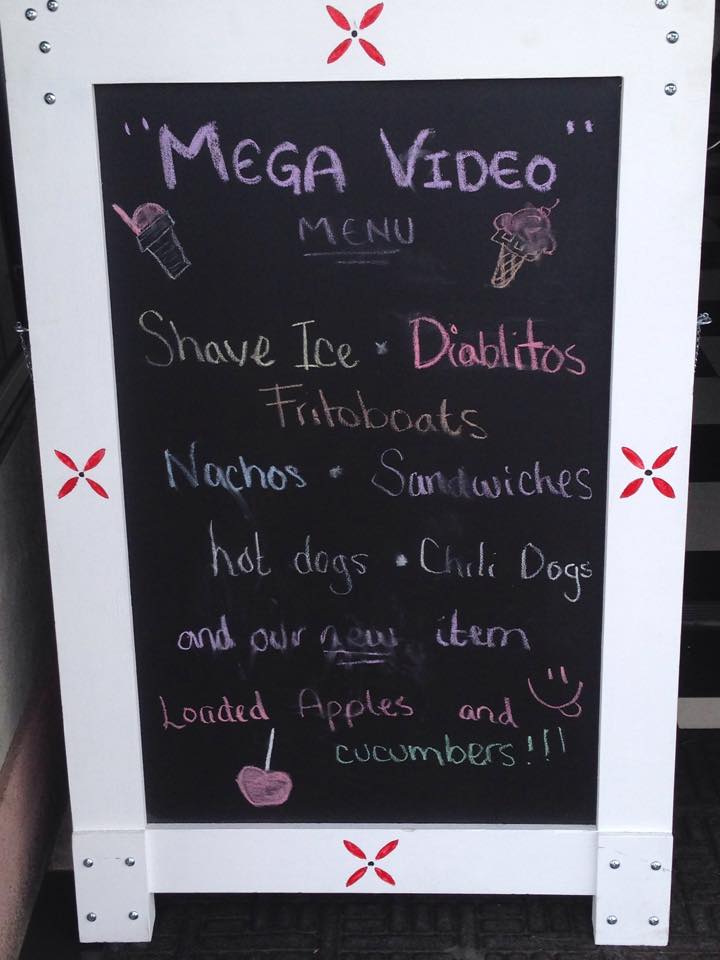 "MEGA VIDEO"
MENU
Shave Ice • Diablitos
Fritoboats
Nachos • Sandwiches
hot dogs • Chili Dogs
and our new item
Loaded Apples and
cucumbers!!!